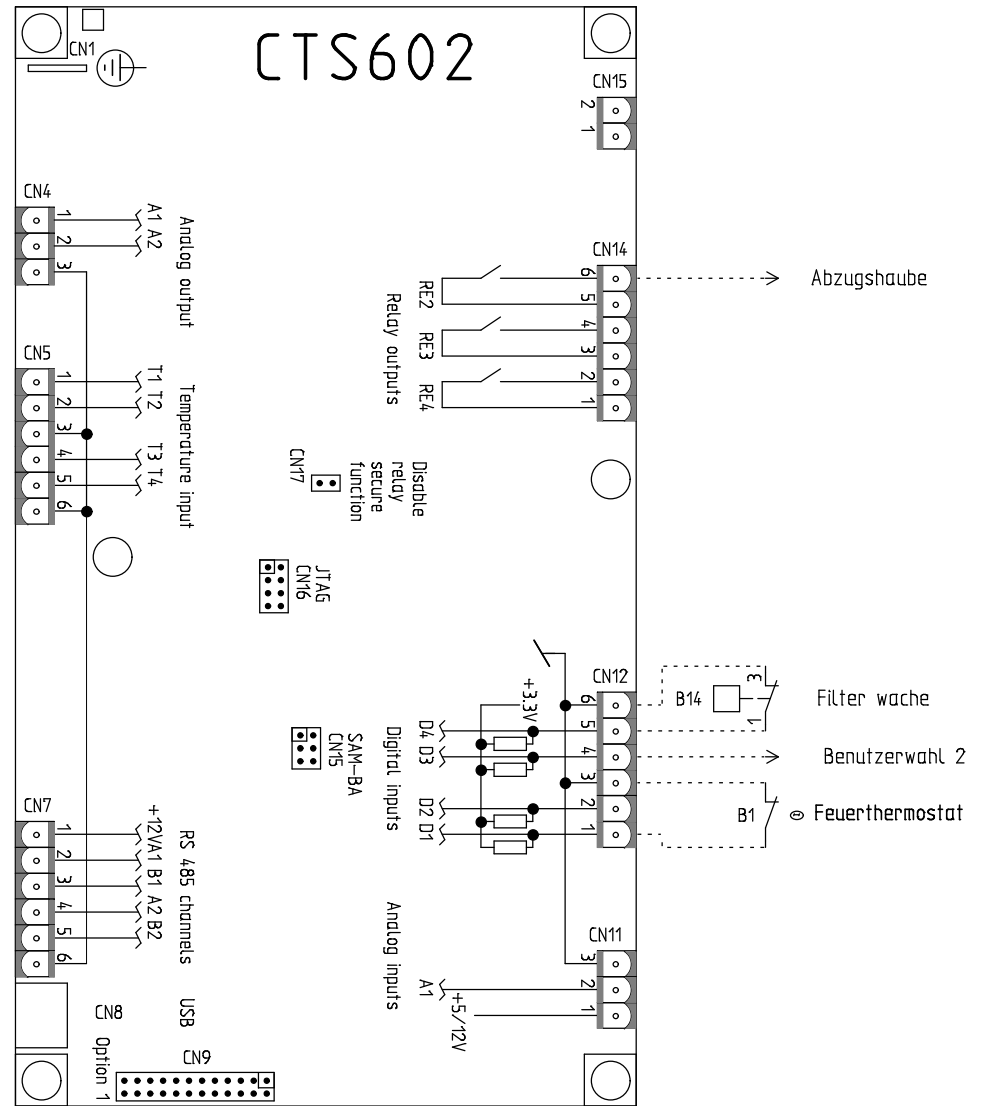 CTS602
CN1
CN15
2
1
CN4
1
2
3
A1
A2
Analog output
CN14
6
5
4
3
2
1
RE2
RE3
RE4
Relay outputs
Abzugshaube
CN5
1
2
3
4
5
6
T1
T2
T3
T4
Temperature input
CN17
Disable
relay
secure
function
JTAG
CN16
CN12
6
5
4
3
2
1
+3.3V
D4
D3
D2
D1
Digital inputs
B14
3
1
Filter wache
Benutzerwahl 2
B1
Feuerthermostat
SAM-BA
CN15
CN7
1
2
3
4
5
6
+12V
A1
B1
A2
B2
RS 485 channels
CN11
3
2
1
A1
+5/12V
Analog inputs
CN8
USB
Option 1
CN9